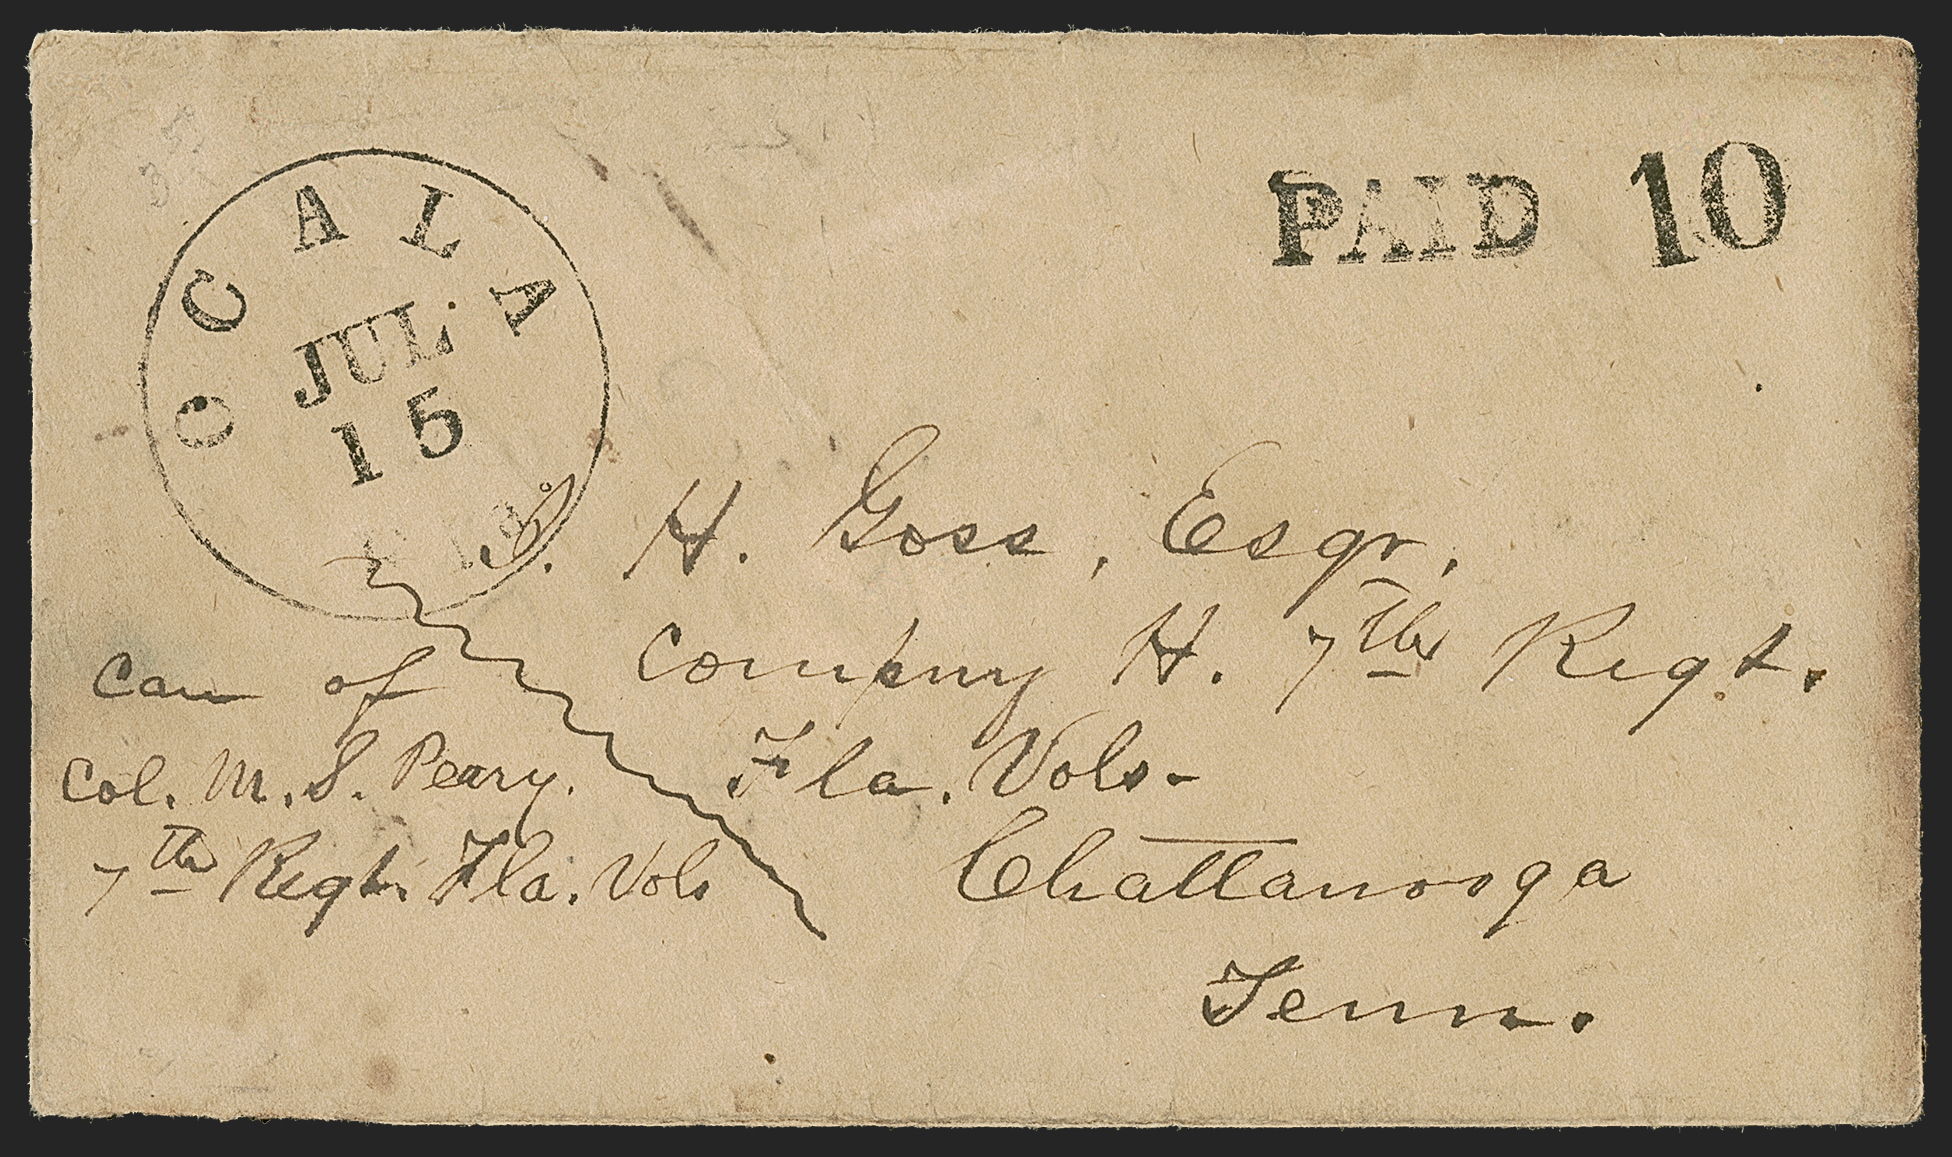 OCALA
JUL.
15
PAID 10
J. H. Goss, Esqr,
Company H. 7th Regt.
Fla. Vols-
Chattanooga
Tenn.
Care of
Col. M. S. Peary.
7th Regt. Fla. Vols